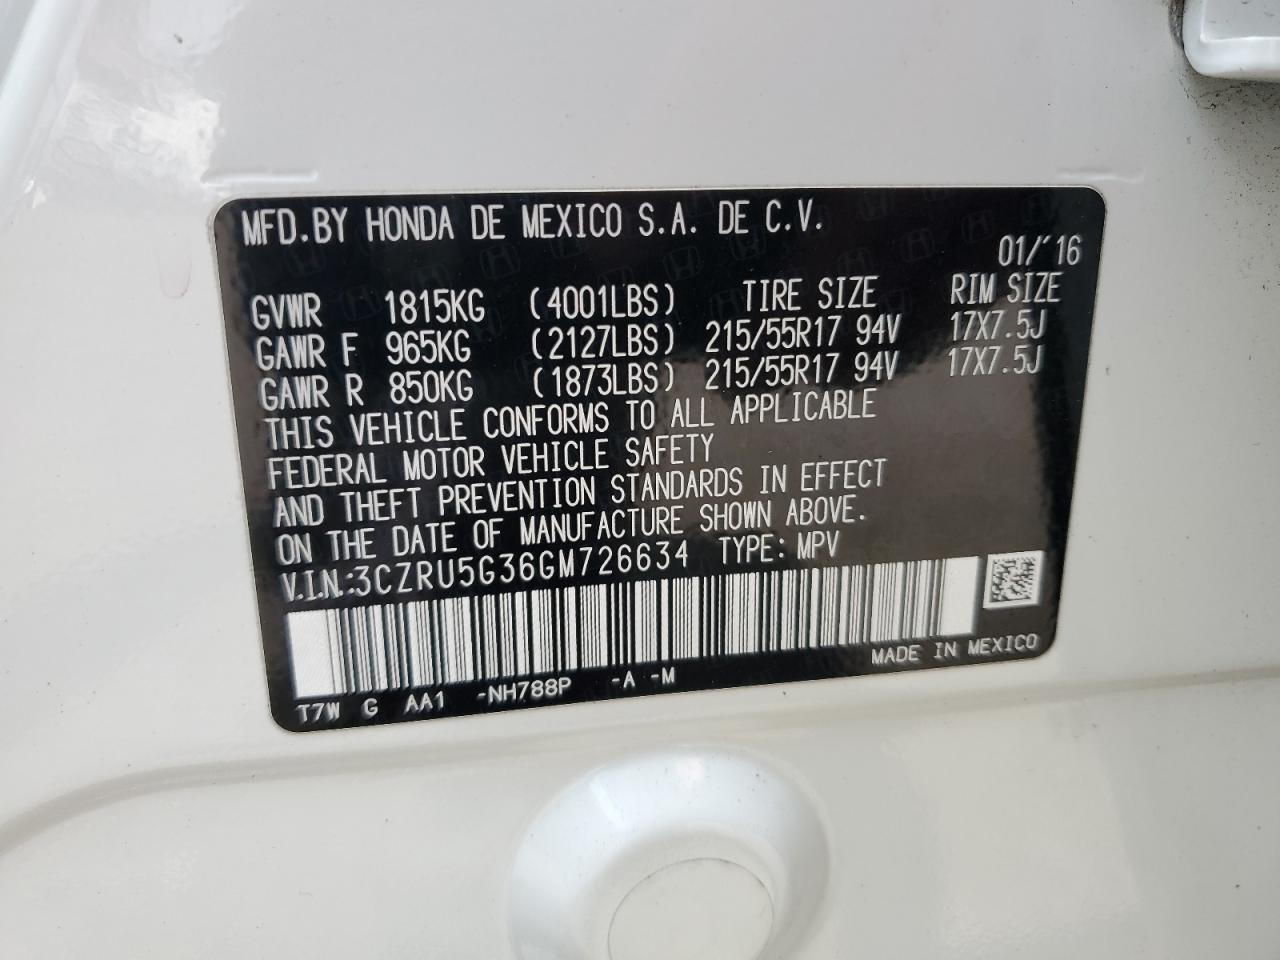 MFD.BY HONDA DE MEXICO S.A. DE C.V.
01/'16
GVWR 1815KG (4001LBS) TIRE SIZE RIM SIZE
GAWR F 965KG (2127LBS) 215/55R17 94V 17X7.5J
GAWR R 850KG (1873LBS) 215/55R17 94V 17X7.5J
THIS VEHICLE CONFORMS TO ALL APPLICABLE
FEDERAL MOTOR VEHICLE SAFETY
AND THEFT PREVENTION STANDARDS IN EFFECT
ON THE DATE OF MANUFACTURE SHOWN ABOVE.
V.I.N.:3CZRU5G36GM726634 TYPE: MPV
MADE IN MEXICO
T7W G AA1 -NH788P -A -M